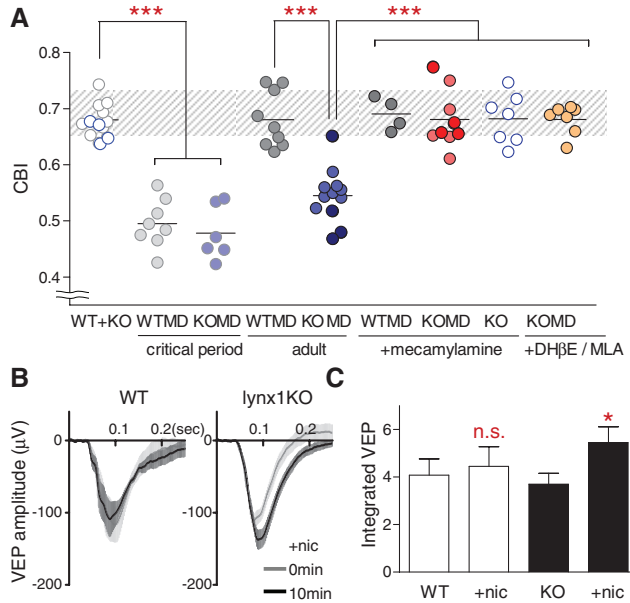 A
*** *** ***
0.8
0.7
0.6
0.5
0.4
CBI
WT+KO WTMD KOMD WTMD KO MD WTMD KOMD KO KOMD
critical period adult +mecamylamine +DHβE / MLA
B
WT lynx1KO
0 0.1 0.2(sec) 0 0.1 0.2
-100 -100
-200 -200
VEP amplitude (μV)
+nic
0min
10min
C
Integrated VEP
6
4
2
0
n.s. *
WT +nic KO +nic